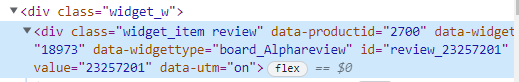 ▼<div class="widget_w">
▼<div class="widget_item review" data-productid="2700" data-widget
"18973" data-widgettype="board_Alphareview" id="review_23257201"
value="23257201" data-utm="on"> flex == $0